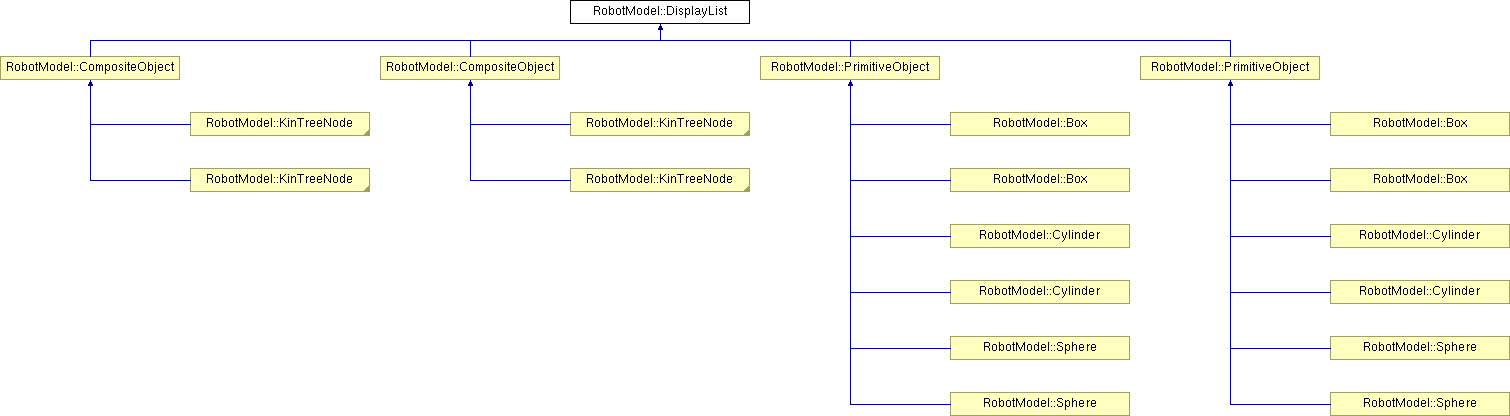 RobotModel::DisplayList
RobotModel::CompositeObject
RobotModel::CompositeObject
RobotModel::PrimitiveObject
RobotModel::PrimitiveObject
RobotModel::KinTreeNode
RobotModel::KinTreeNode
RobotModel::Box
RobotModel::Box
RobotModel::KinTreeNode
RobotModel::KinTreeNode
RobotModel::Box
RobotModel::Box
RobotModel::Cylinder
RobotModel::Cylinder
RobotModel::Cylinder
RobotModel::Cylinder
RobotModel::Sphere
RobotModel::Sphere
RobotModel::Sphere
RobotModel::Sphere